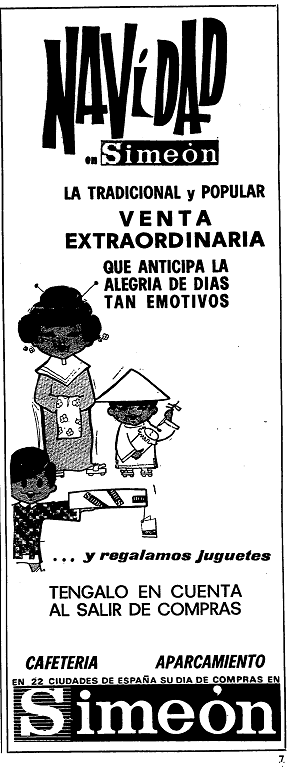 NAViDAD
en Simeón
LA TRADICIONAL y POPULAR
VENTA
EXTRAORDINARIA
QUE ANTICIPA LA
ALEGRIA DE DIAS
TAN EMOTIVOS
... y regalamos juguetes
TENGALO EN CUENTA
AL SALIR DE COMPRAS
CAFETERIA APARCAMIENTO
EN 22 CIUDADES DE ESPAÑA SU DIA DE COMPRAS EN
Simeón
7